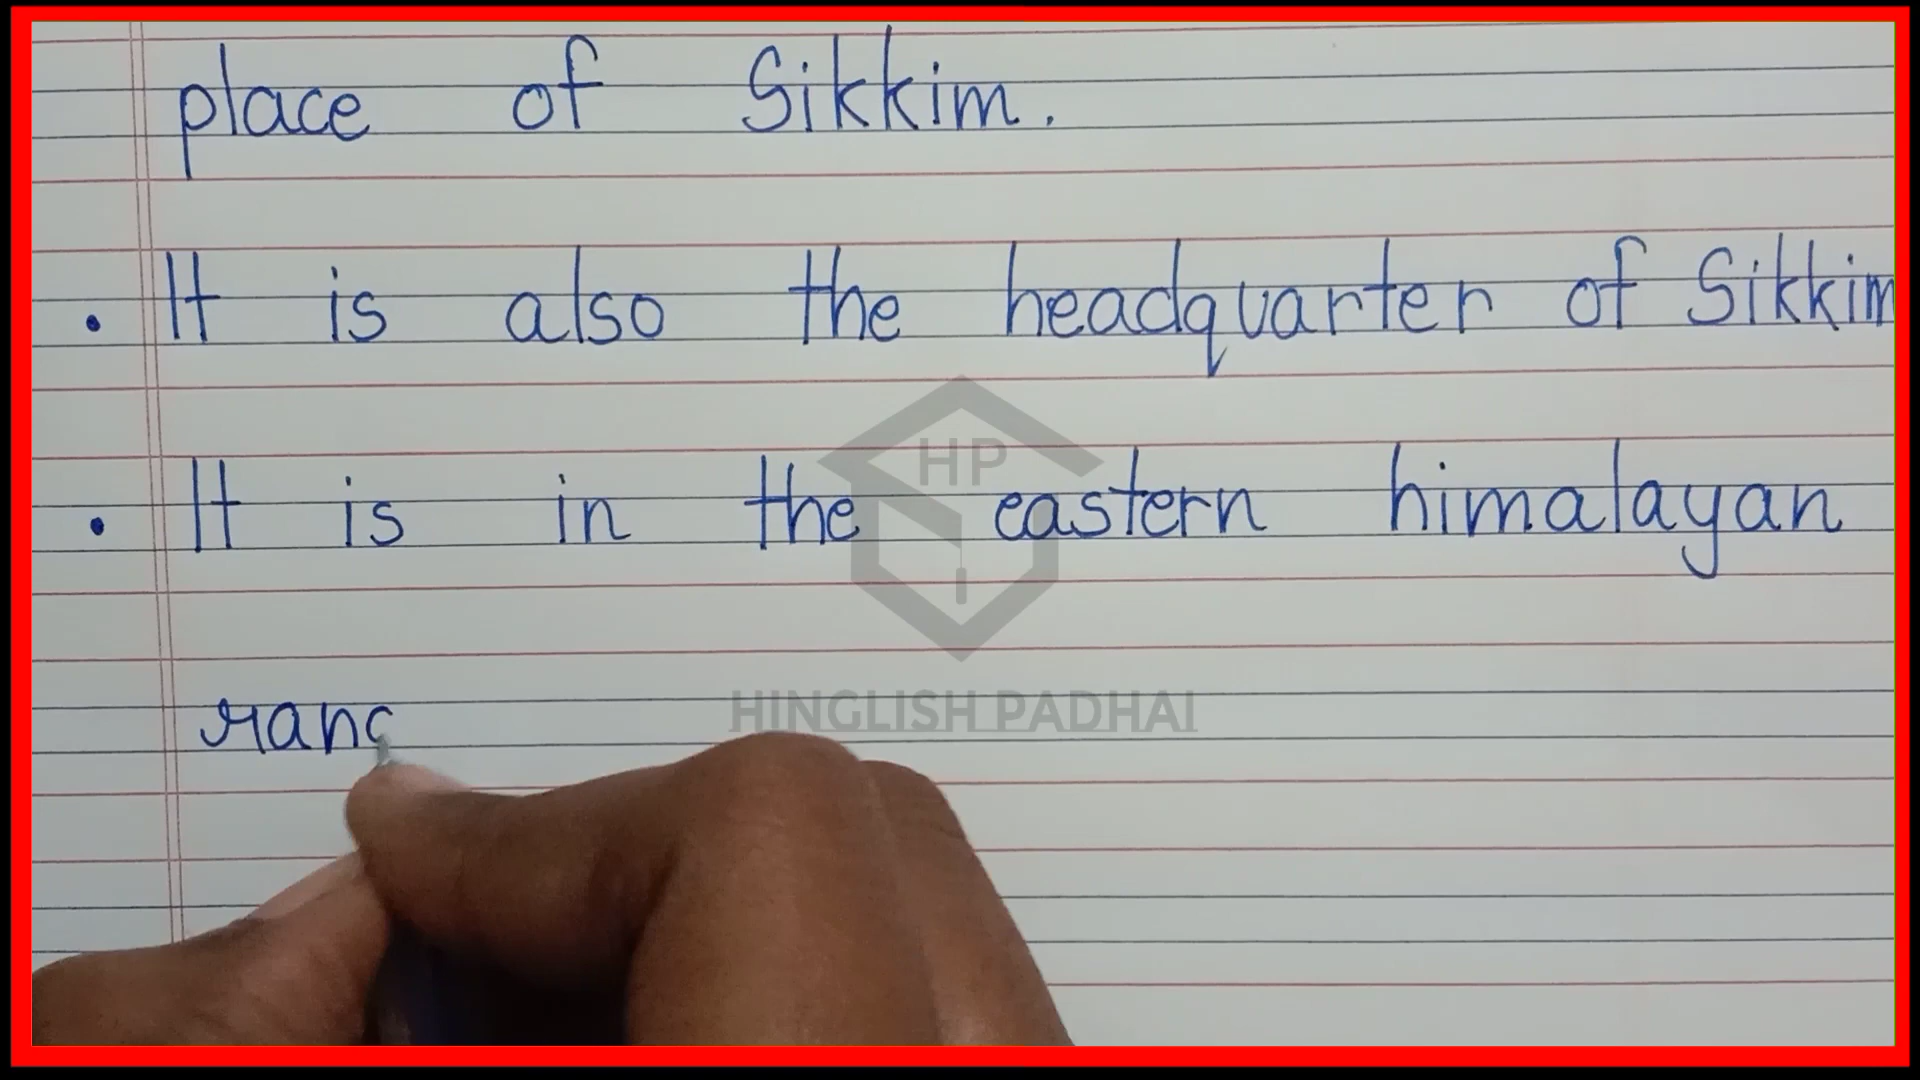 place of Sikkim.
• It is also the headquarter of Sikkim
• It is in the eastern himalayan
HP
I
HINGLISH PADHAI